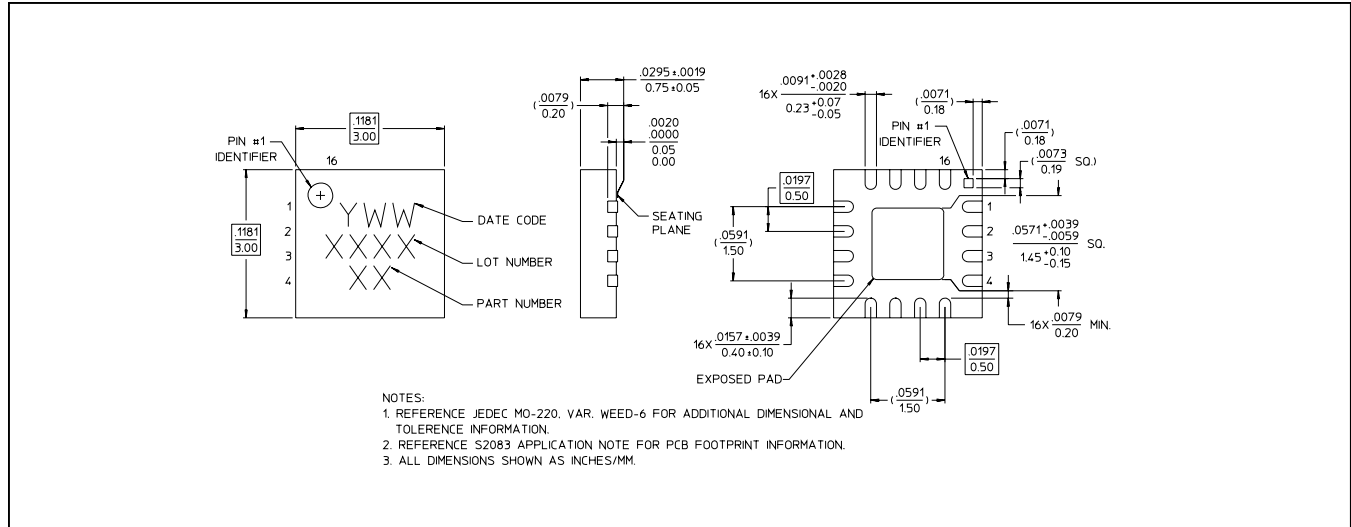 .1181
3.00
PIN #1
IDENTIFIER
16
.1181
3.00
1
2
3
4
YWW
XXXX
XX
DATE CODE
LOT NUMBER
PART NUMBER
.0295±.0019
0.75±0.05
(.0079
0.20)
.0020
.0000
0.05
0.00
SEATING
PLANE
16X .0091+.0028
-.0020
0.23+0.07
-0.05
(.0071
0.18)
PIN #1
IDENTIFIER
16
(.0071
0.18)
(.0073
0.19 SQ.)
.0197
0.50
(.0591
1.50)
1
2
3
4
.0571+.0039
-.0059
1.45+0.10
-0.15 SQ.
16X .0157±.0039
0.40±0.10
16X .0079
0.20 MIN.
.0197
0.50
EXPOSED PAD
(.0591
1.50)
NOTES:
1. REFERENCE JEDEC MO-220, VAR. WEED-6 FOR ADDITIONAL DIMENSIONAL AND
TOLERENCE INFORMATION.
2. REFERENCE S2083 APPLICATION NOTE FOR PCB FOOTPRINT INFORMATION.
3. ALL DIMENSIONS SHOWN AS INCHES/MM.